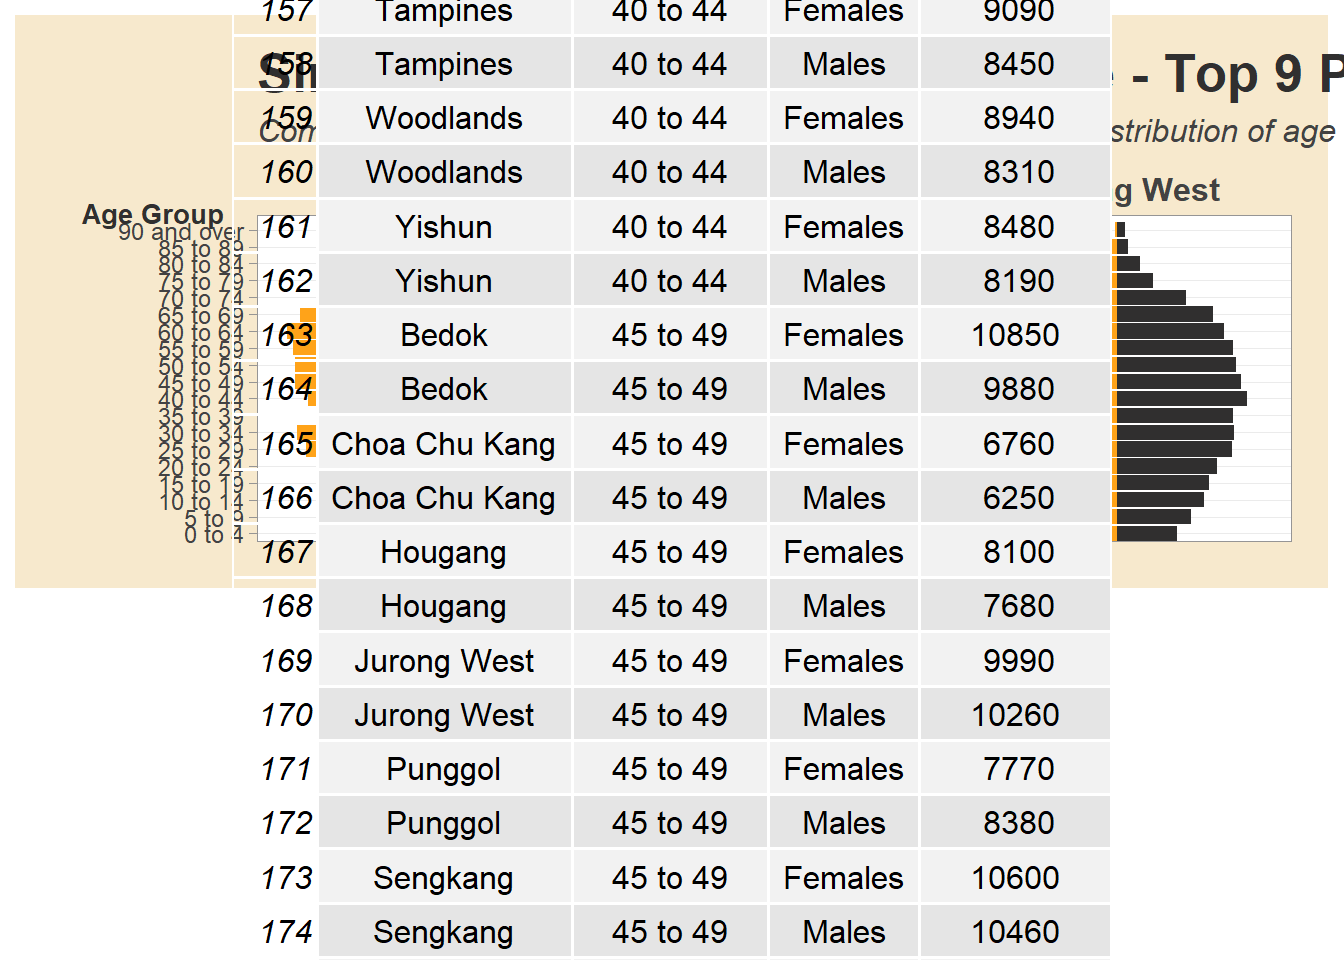 157 Tampines 40 to 44 Females 9090
158 Tampines 40 to 44 Males 8450
- Top 9 P
159 Woodlands 40 to 44 Females 8940
Com
stribution of age
160 Woodlands 40 to 44 Males 8310
g West
Age Group
161 Yishun 40 to 44 Females 8480
90 and over
85 to 89
80 to 84
162 Yishun 40 to 44 Males 8190
75 to 79
70 to 74
65 to 69
163 Bedok 45 to 49 Females 10850
60 to 64
55 to 59
50 to 54
164 Bedok 45 to 49 Males 9880
45 to 49
40 to 44
35 to 39
165 Choa Chu Kang 45 to 49 Females 6760
30 to 34
25 to 29
20 to 24
166 Choa Chu Kang 45 to 49 Males 6250
15 to 19
10 to 14
5 to 9
0 to 4
167 Hougang 45 to 49 Females 8100
168 Hougang 45 to 49 Males 7680
169 Jurong West 45 to 49 Females 9990
170 Jurong West 45 to 49 Males 10260
171 Punggol 45 to 49 Females 7770
172 Punggol 45 to 49 Males 8380
173 Sengkang 45 to 49 Females 10600
174 Sengkang 45 to 49 Males 10460